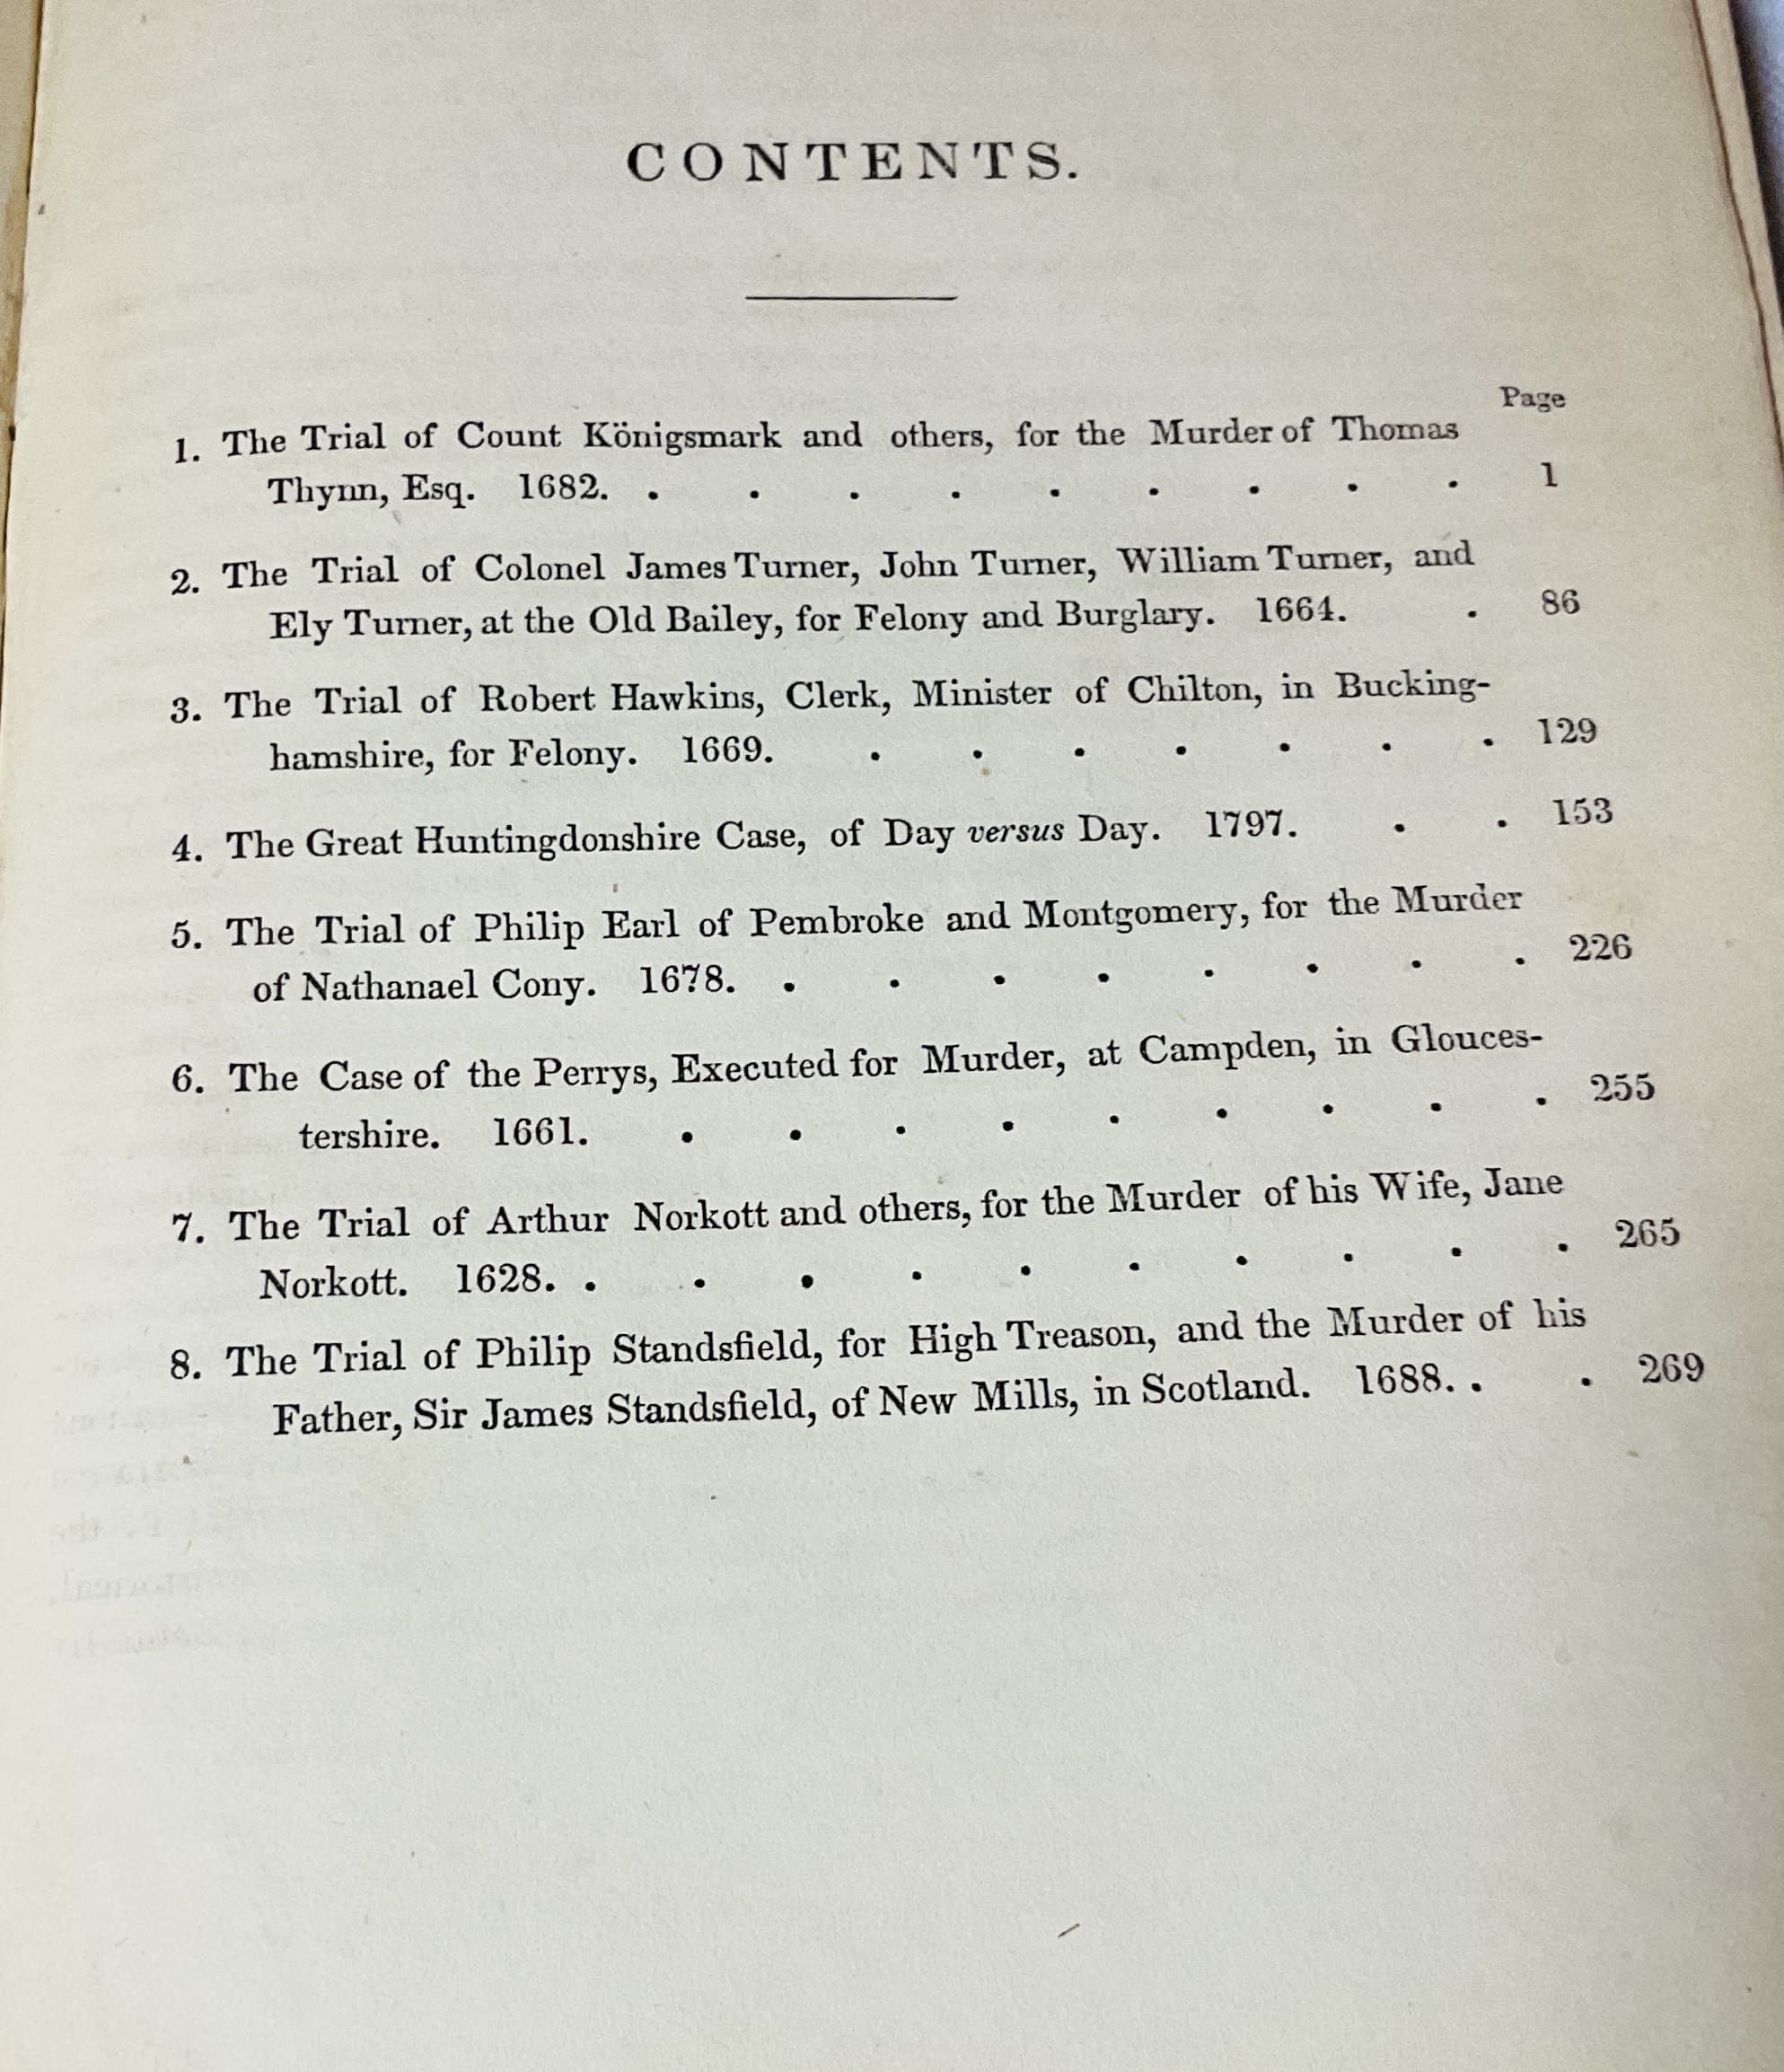 CONTENTS.
Page
1. The Trial of Count Königsmark and others, for the Murder of Thomas
Thynn, Esq. 1682. . . . . . . . . . 1
2. The Trial of Colonel James Turner, John Turner, William Turner, and
Ely Turner, at the Old Bailey, for Felony and Burglary. 1664. . 86
3. The Trial of Robert Hawkins, Clerk, Minister of Chilton, in Bucking-
hamshire, for Felony. 1669. . . . . . . . 129
4. The Great Huntingdonshire Case, of Day versus Day. 1797. . . 153
5. The Trial of Philip Earl of Pembroke and Montgomery, for the Murder
of Nathanael Cony. 1678. . . . . . . . . 226
6. The Case of the Perrys, Executed for Murder, at Campden, in Glouces-
tershire. 1661. . . . . . . . . . 255
7. The Trial of Arthur Norkott and others, for the Murder of his Wife, Jane
Norkott. 1628. . . . . . . . . . . 265
8. The Trial of Philip Standsfield, for High Treason, and the Murder of his
Father, Sir James Standsfield, of New Mills, in Scotland. 1688. . . 269